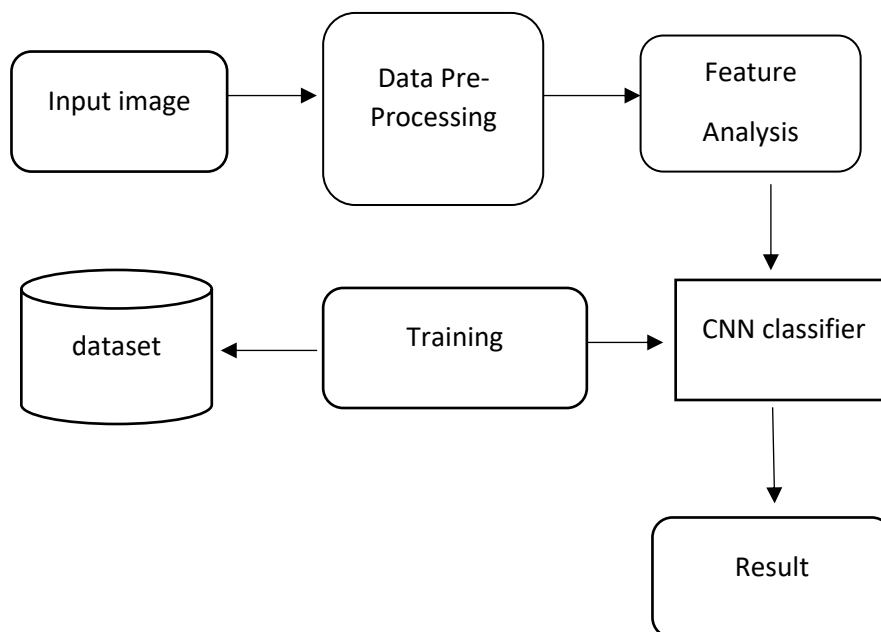 Input image
Data Pre-
Processing
Feature
Analysis
dataset
Training
CNN classifier
Result